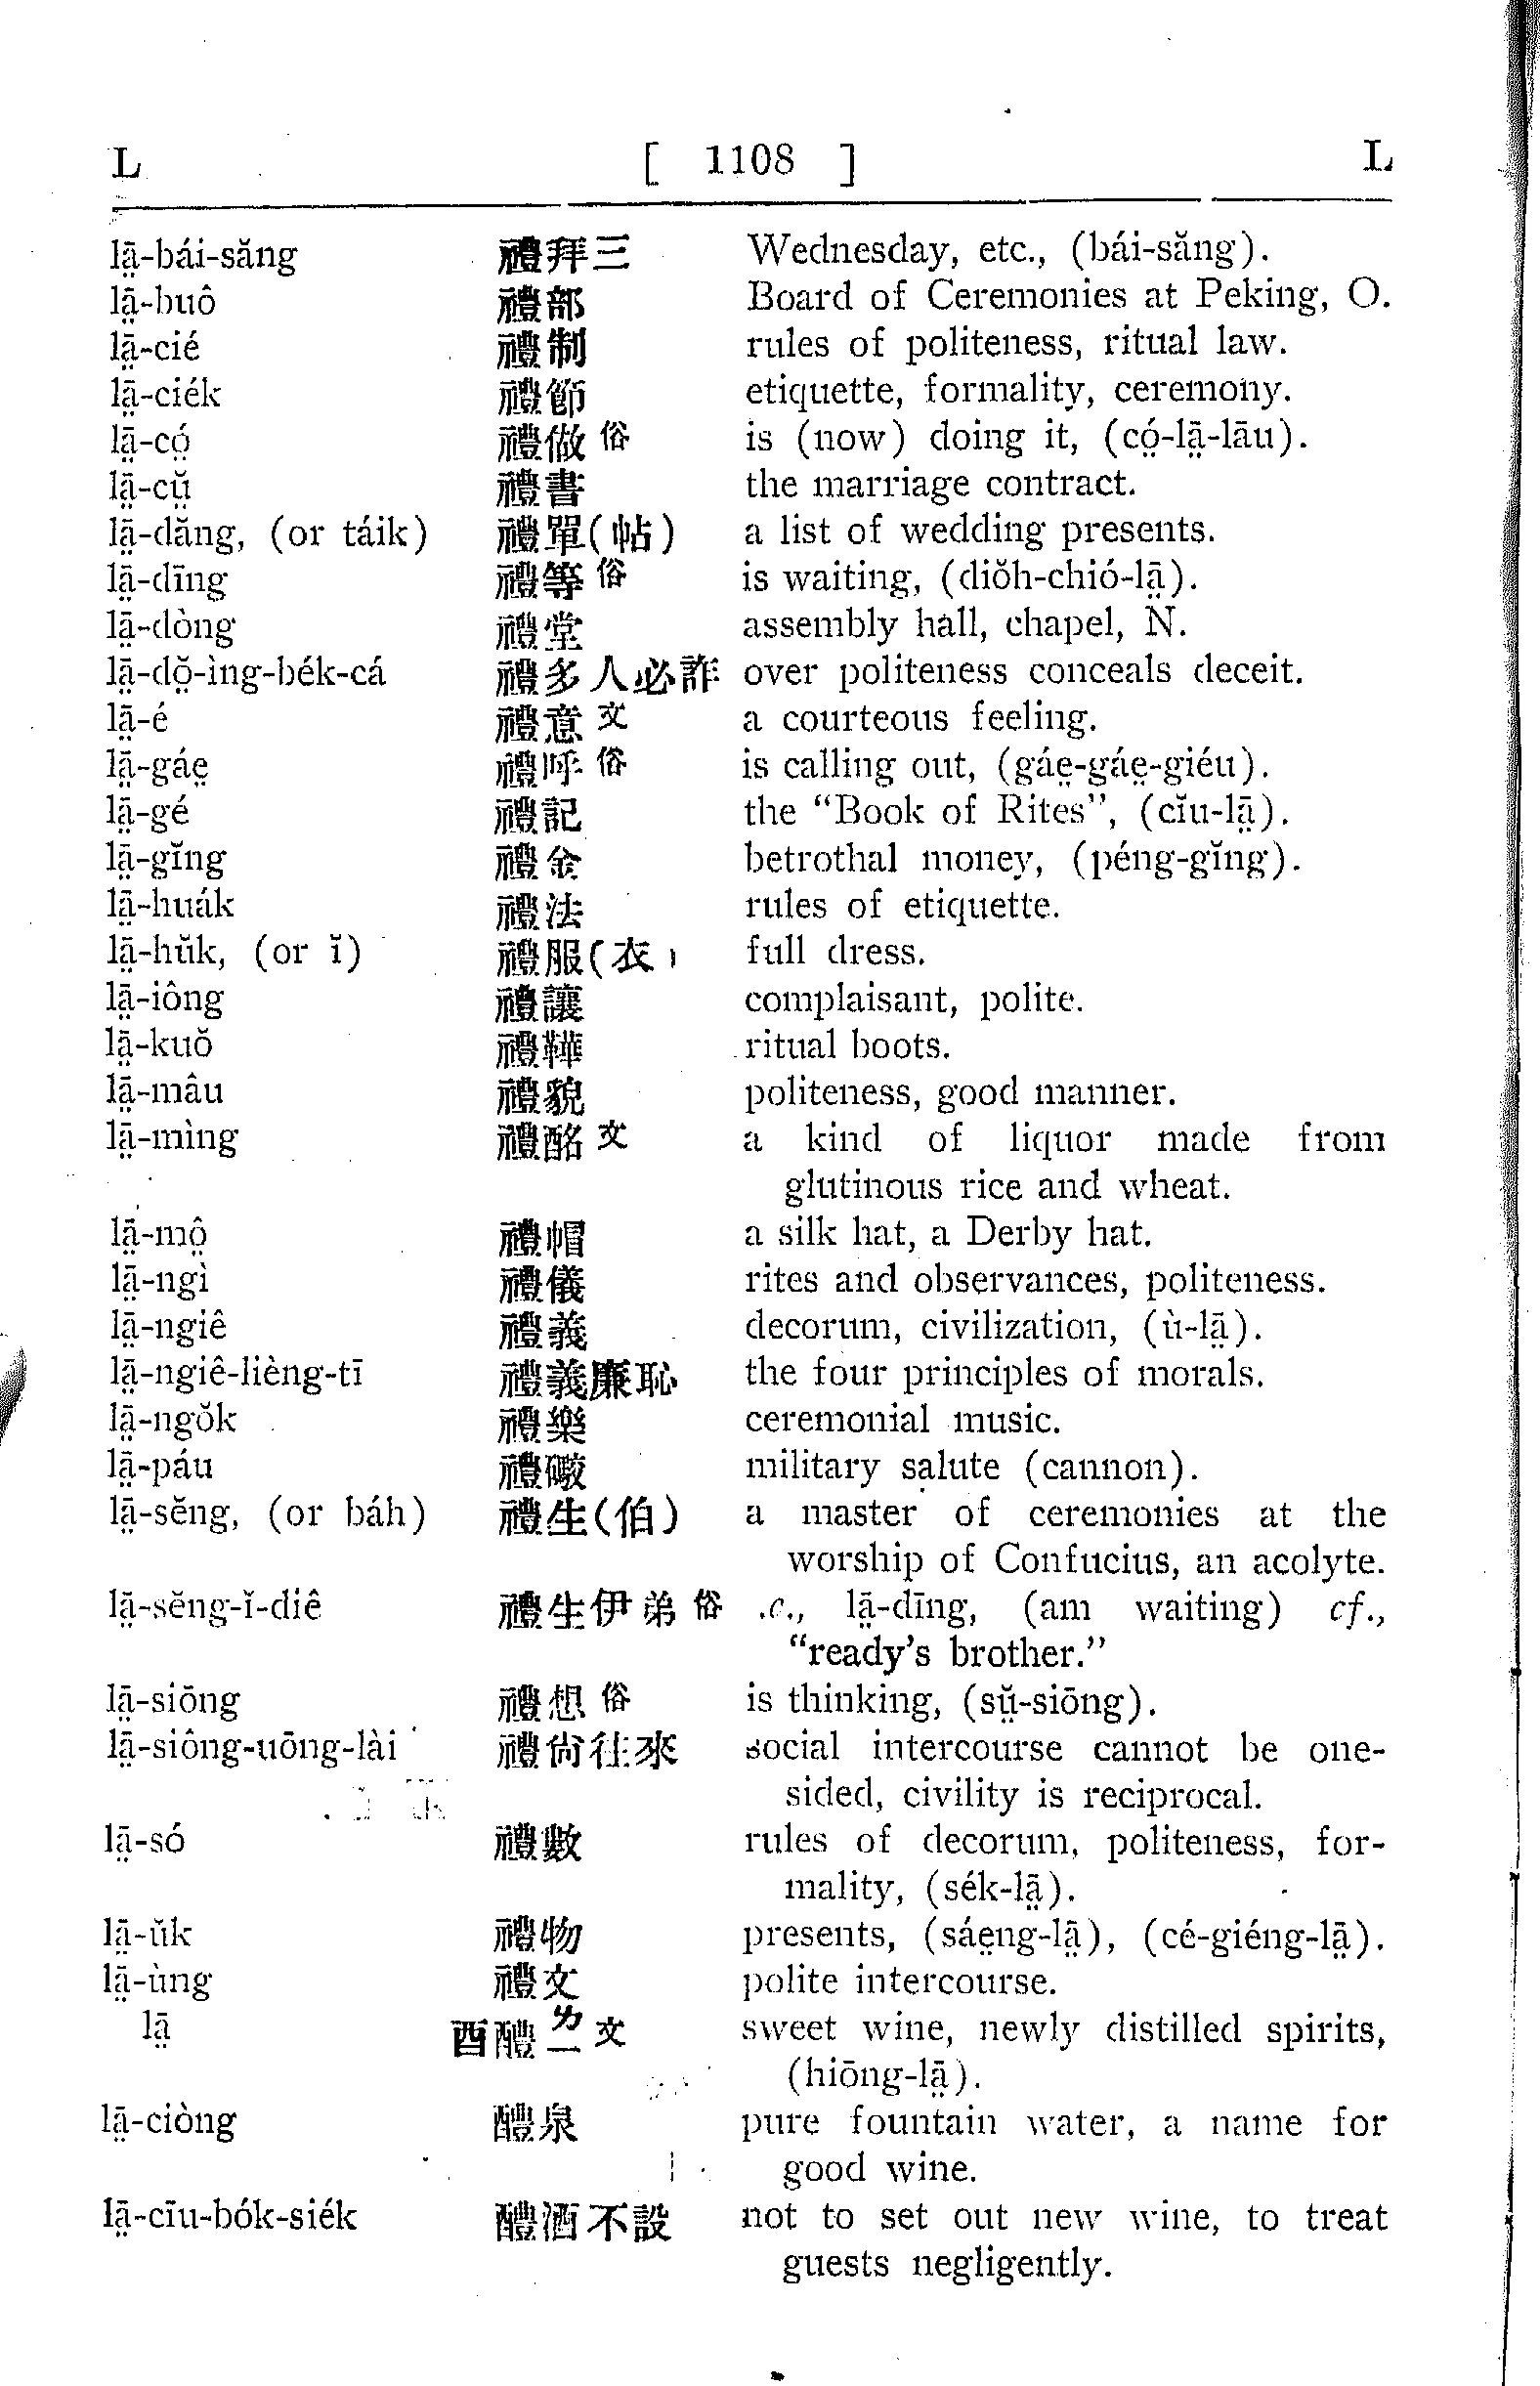 L [ 1108 ] L
lā̤-bái-săng 禮拜三 Wednesday, etc., (bái-săng).
lā̤-buô 禮部 Board of Ceremonies at Peking, O.
lā̤-cié 禮制 rules of politeness, ritual law.
lā̤-ciék 禮節 etiquette, formality, ceremony.
lā̤-có̤ 禮做俗 is (now) doing it, (có̤-lā̤-lāu).
lā̤-cṳ̆ 禮書 the marriage contract.
lā̤-dăng, (or táik) 禮單(帖) a list of wedding presents.
lā̤-dīng 禮等俗 is waiting, (diŏh-chió-lā̤).
lā̤-dòng 禮堂 assembly hall, chapel, N.
lā̤-dŏ̤-ìng-bék-cá 禮多人必詐 over politeness conceals deceit.
lā̤-é 禮意文 a courteous feeling.
lā̤-gáe̤ 禮呼俗 is calling out, (gáe̤-gáe̤-giéu).
lā̤-gé 禮記 the “Book of Rites”, (cĭu-lā̤).
lā̤-gĭng 禮金 betrothal money, (péng-gĭng).
lā̤-huák 禮法 rules of etiquette.
lā̤-hŭk, (or ĭ) 禮服(衣) full dress.
lā̤-iông 禮讓 complaisant, polite.
lā̤-kuŏ 禮鞾 ritual boots.
lā̤-mâu 禮貌 politeness, good manner.
lā̤-mìng 禮酩文 a kind of liquor made from
glutinous rice and wheat.
lā̤-mô̤ 禮帽 a silk hat, a Derby hat.
lā̤-ngì 禮儀 rites and observances, politeness.
lā̤-ngiê 禮義 decorum, civilization, (ù-lā̤).
lā̤-ngiê-lièng-tī 禮義廉恥 the four principles of morals.
lā̤-ngŏk 禮樂 ceremonial music.
lā̤-páu 禮礮 military salute (cannon).
lā̤-sĕng, (or báh) 禮生(伯) a master of ceremonies at the
worship of Confucius, an acolyte.
lā̤-sĕng-ĭ-diê 禮生伊弟俗 .c., lā̤-dīng, (am waiting) cf.,
“ready’s brother.”
lā̤-siōng 禮想俗 is thinking, (sṳ̆-siōng).
lā̤-siông-uōng-lài 禮尙往來 social intercourse cannot be one-
sided, civility is reciprocal.
lā̤-só 禮數 rules of decorum, politeness, for-
mality, (sék-lā̤).
lā̤-ŭk 禮物 presents, (sáe̤ng-lā̤), (cé-giéng-lā̤).
lā̤-ùng 禮文 polite intercourse.
lā̤ 酉醴ㄌㄧ文 sweet wine, newly distilled spirits,
(hiōng-lā̤).
lā̤-ciòng 醴泉 pure fountain water, a name for
good wine.
lā̤-cīu-bók-siék 醴酒不設 not to set out new wine, to treat
guests negligently.